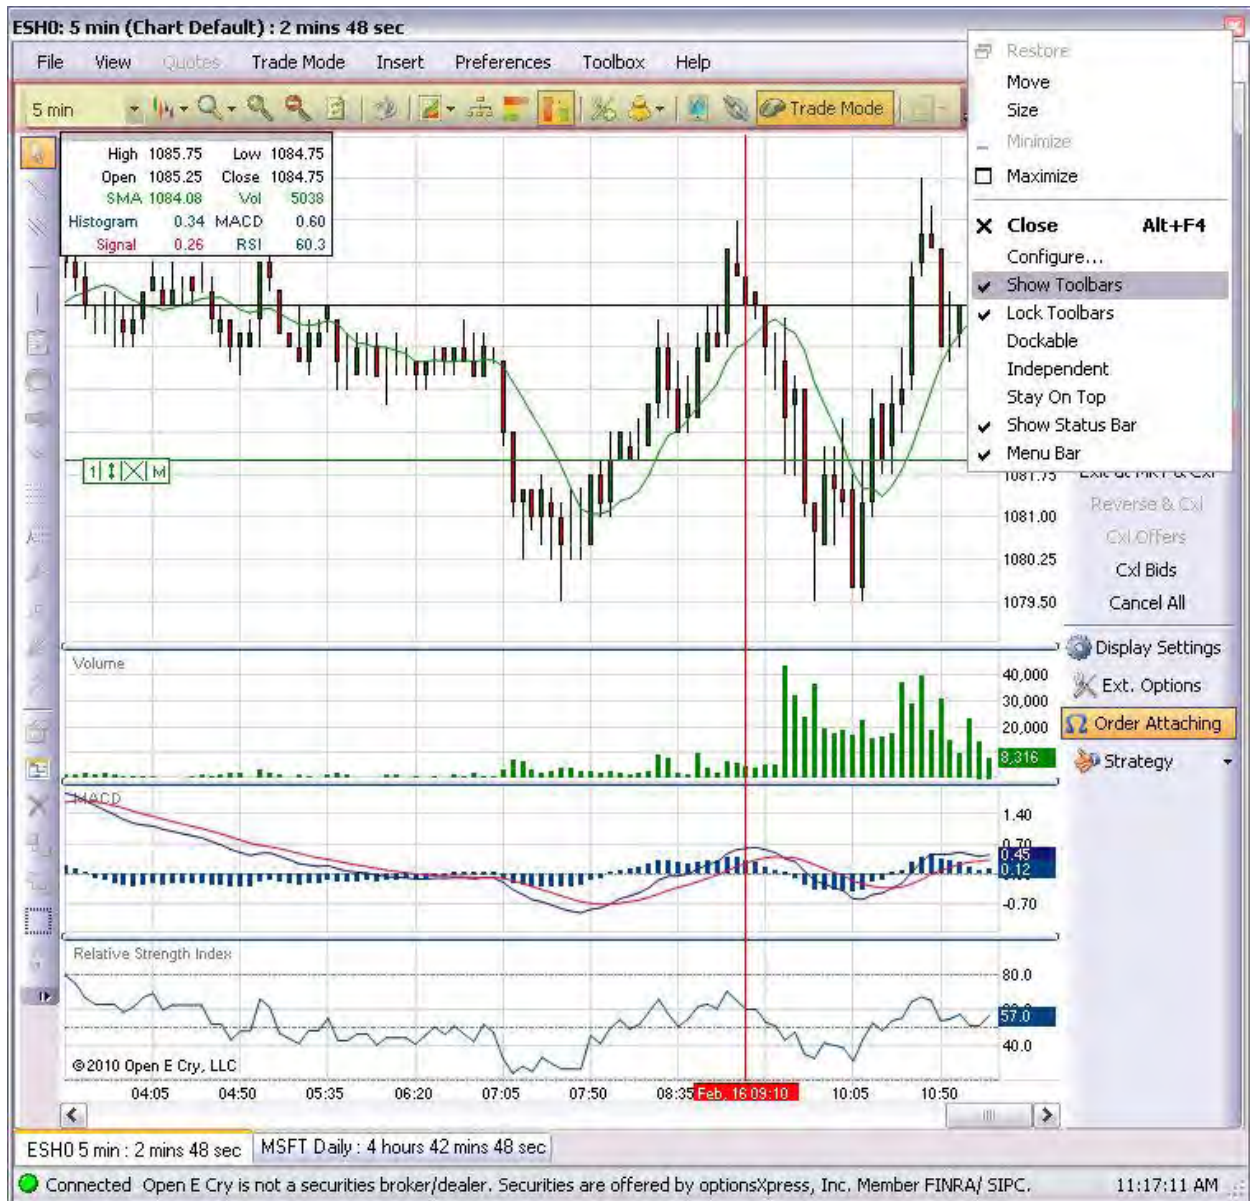 ESH0: 5 min (Chart Default) : 2 mins 48 sec
File View Quotes Trade Mode Insert Preferences Toolbox Help
5 min Trade Mode
High 1085.75 Low 1084.75
Open 1085.25 Close 1084.75
SMA 1084.08 Vol 5038
Histogram 0.34 MACD 0.60
Signal 0.26 RSI 60.3
Restore
Move
Size
Minimize
Maximize
Close Alt+F4
Configure...
Show Toolbars
Lock Toolbars
Dockable
Independent
Stay On Top
Show Status Bar
Menu Bar
1 M
1081.75
1081.00
1080.25
1079.50
Exit at MKT & Cxl
Reverse & Cxl
Cxl Offers
Cxl Bids
Cancel All
Display Settings
Ext. Options
Order Attaching
Strategy
Volume
40,000
30,000
20,000
8,316
MACD
1.40
0.70
0.45
0.12
-0.70
Relative Strength Index
80.0
57.0
40.0
©2010 Open E Cry, LLC
04:05 04:50 05:35 06:20 07:05 07:50 08:35 Feb, 16 09:10 10:05 10:50
ESH0 5 min : 2 mins 48 sec MSFT Daily : 4 hours 42 mins 48 sec
Connected Open E Cry is not a securities broker/dealer. Securities are offered by optionsXpress, Inc. Member FINRA/ SIPC. 11:17:11 AM